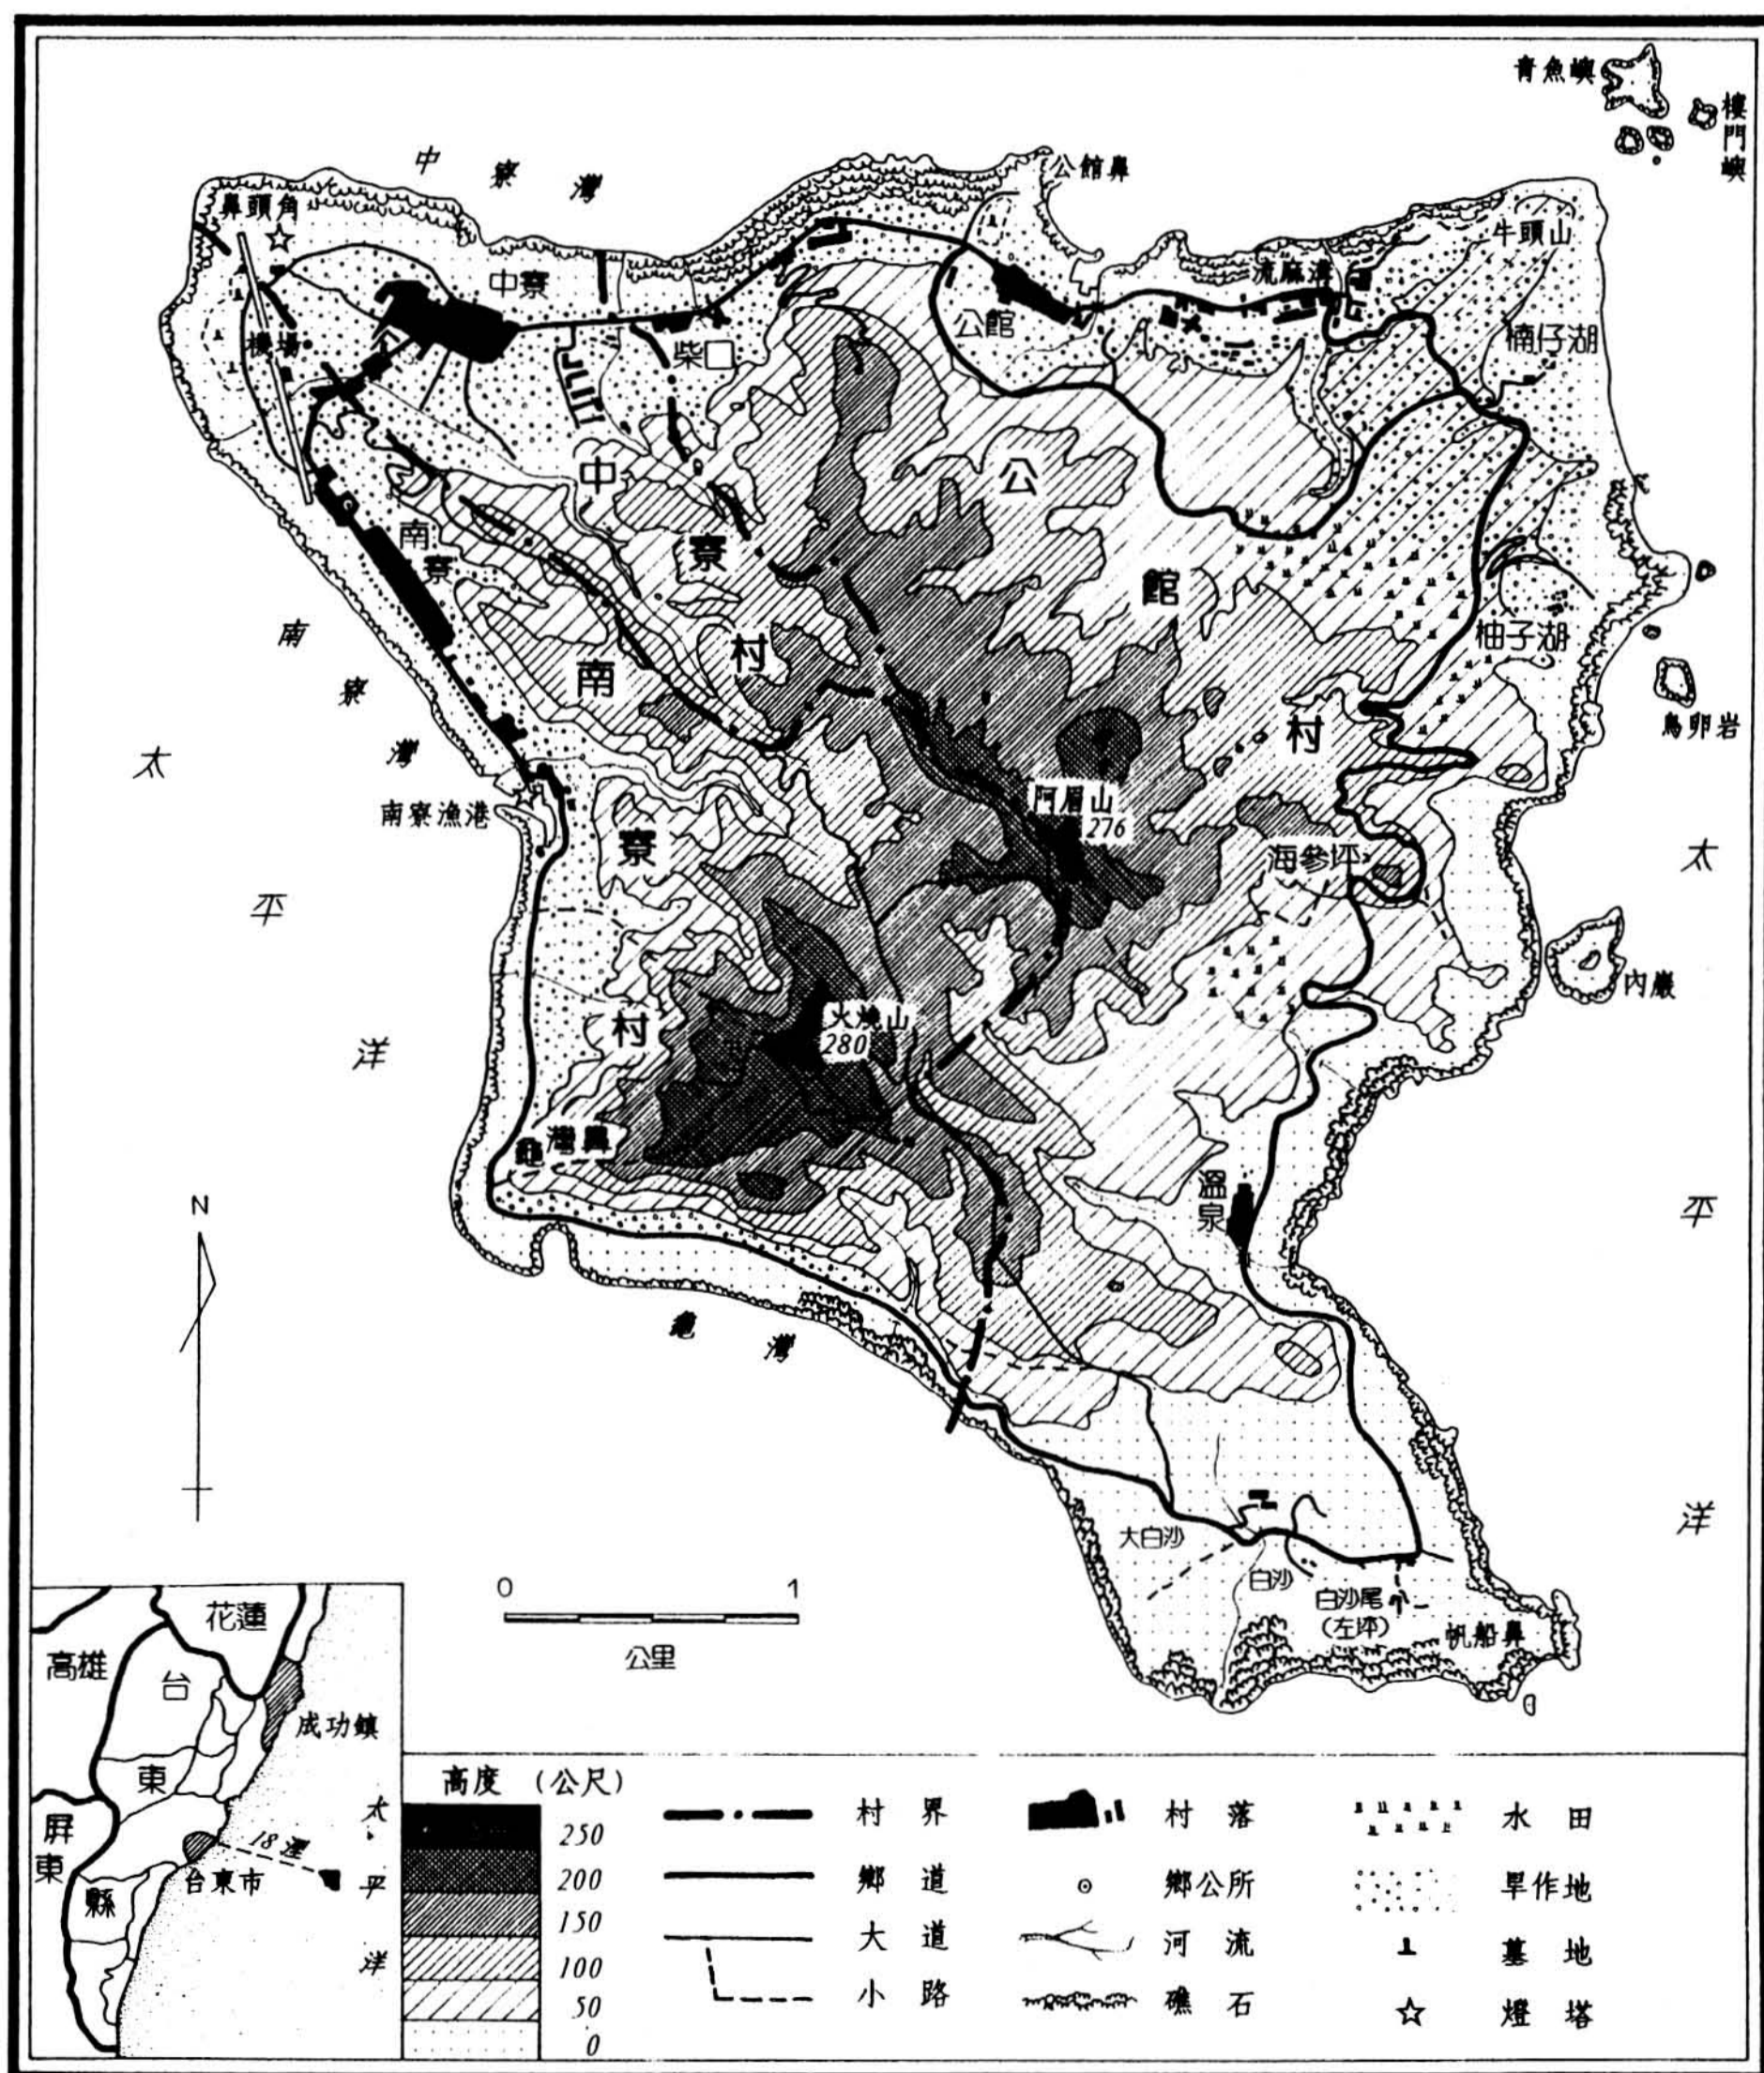 青魚嶼
樓門嶼
中寮灣
公館鼻
鼻頭角
牛頭山
中寮
流麻溝
機場
柴口
公館
楠仔湖
中寮村
公館村
南寮
柚子湖
南寮灣
南寮村
鳥卵岩
太平洋
阿眉山
276
南寮漁港
海參坪
太平洋
內巖
火燒山
280
龜灣鼻
溫泉
N
龜灣
大白沙
白沙
白沙尾
(左坪)
帆船鼻
0 1
公里
花蓮
高雄
台東縣
成功鎮
屏東
18浬
台東市
太平洋
高度 (公尺)
250
200
150
100
50
0
村界
鄉道
大道
小路
村落
鄉公所
河流
礁石
水田
旱作地
墓地
燈塔